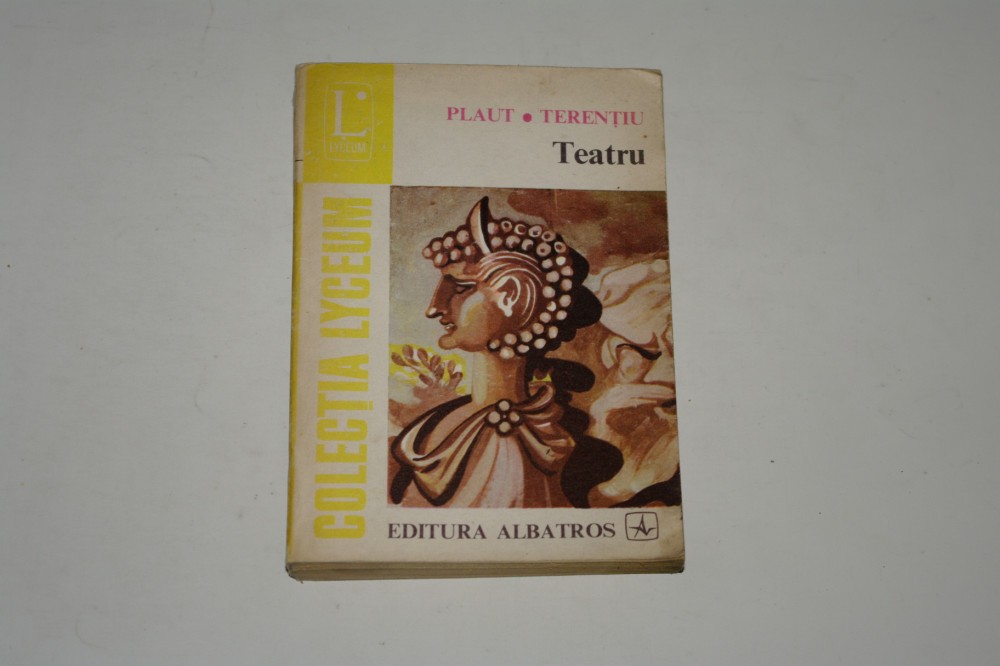 L
LYCEUM
PLAUT • TERENȚIU
Teatru
COLECȚIA LYCEUM
EDITURA ALBATROS